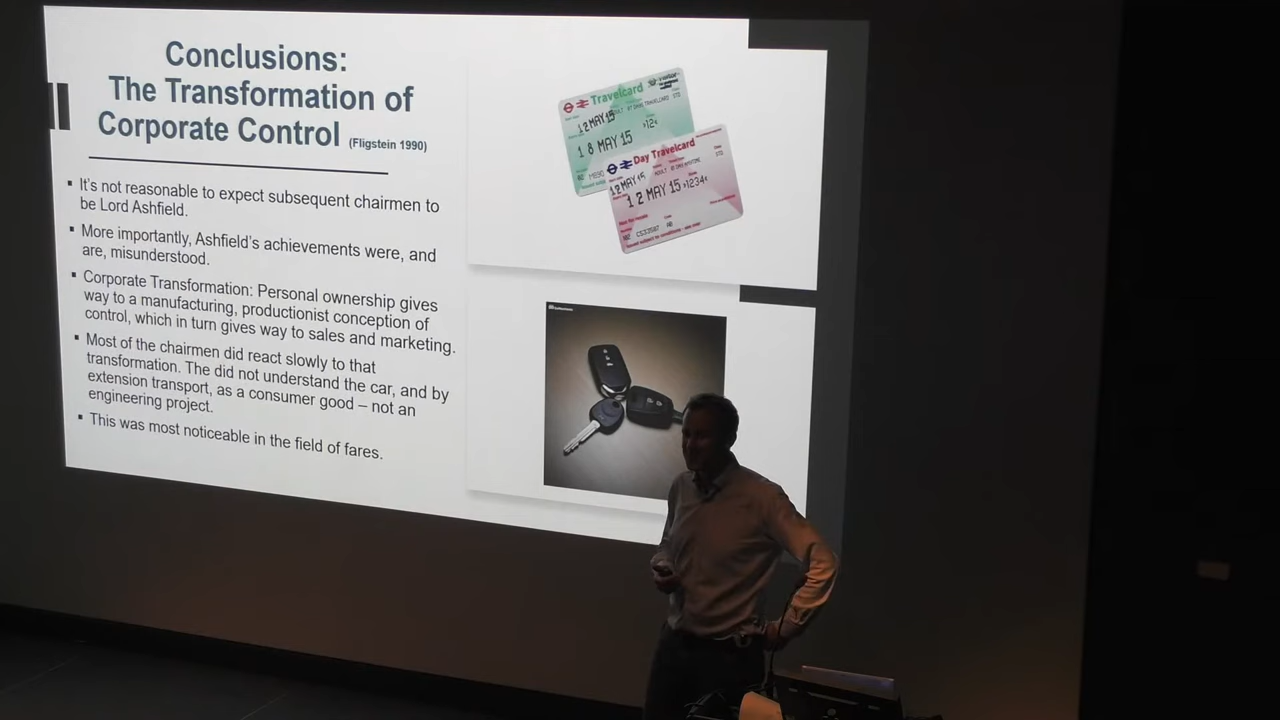 Conclusions:
The Transformation of
Corporate Control (Fligstein 1990)
It's not reasonable to expect subsequent chairmen to
be Lord Ashfield.
More importantly, Ashfield's achievements were, and
are, misunderstood.
Corporate Transformation: Personal ownership gives
way to a manufacturing, productionist conception of
control, which in turn gives way to sales and marketing.
Most of the chairmen did react slowly to that
transformation. The did not understand the car, and by
extension transport, as a consumer good – not an
engineering project.
This was most noticeable in the field of fares.
Travelcard
12 MAY 15
18 MAY 15
Day Travelcard
12 MAY 15
12 MAY 15